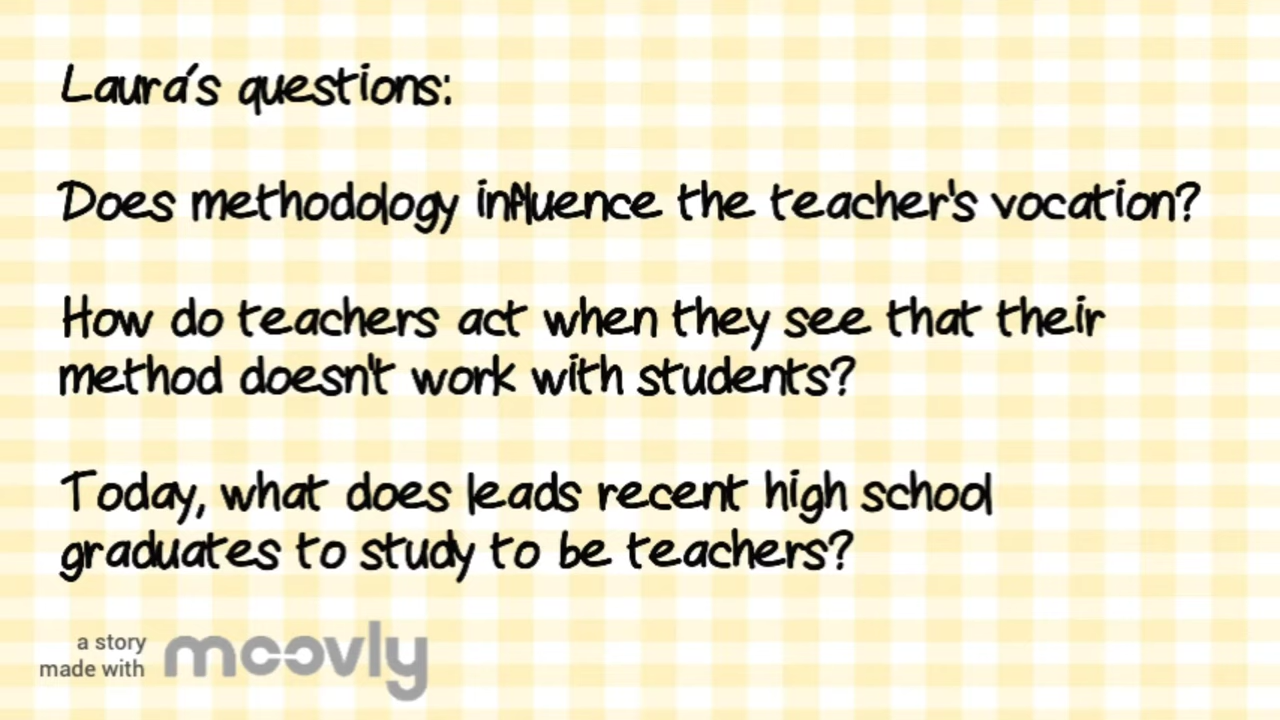 Laura´s questions:
Does methodology influence the teacher's vocation?
How do teachers act when they see that their
method doesn't work with students?
Today, what does leads recent high school
graduates to study to be teachers?
a story
made with
moovly